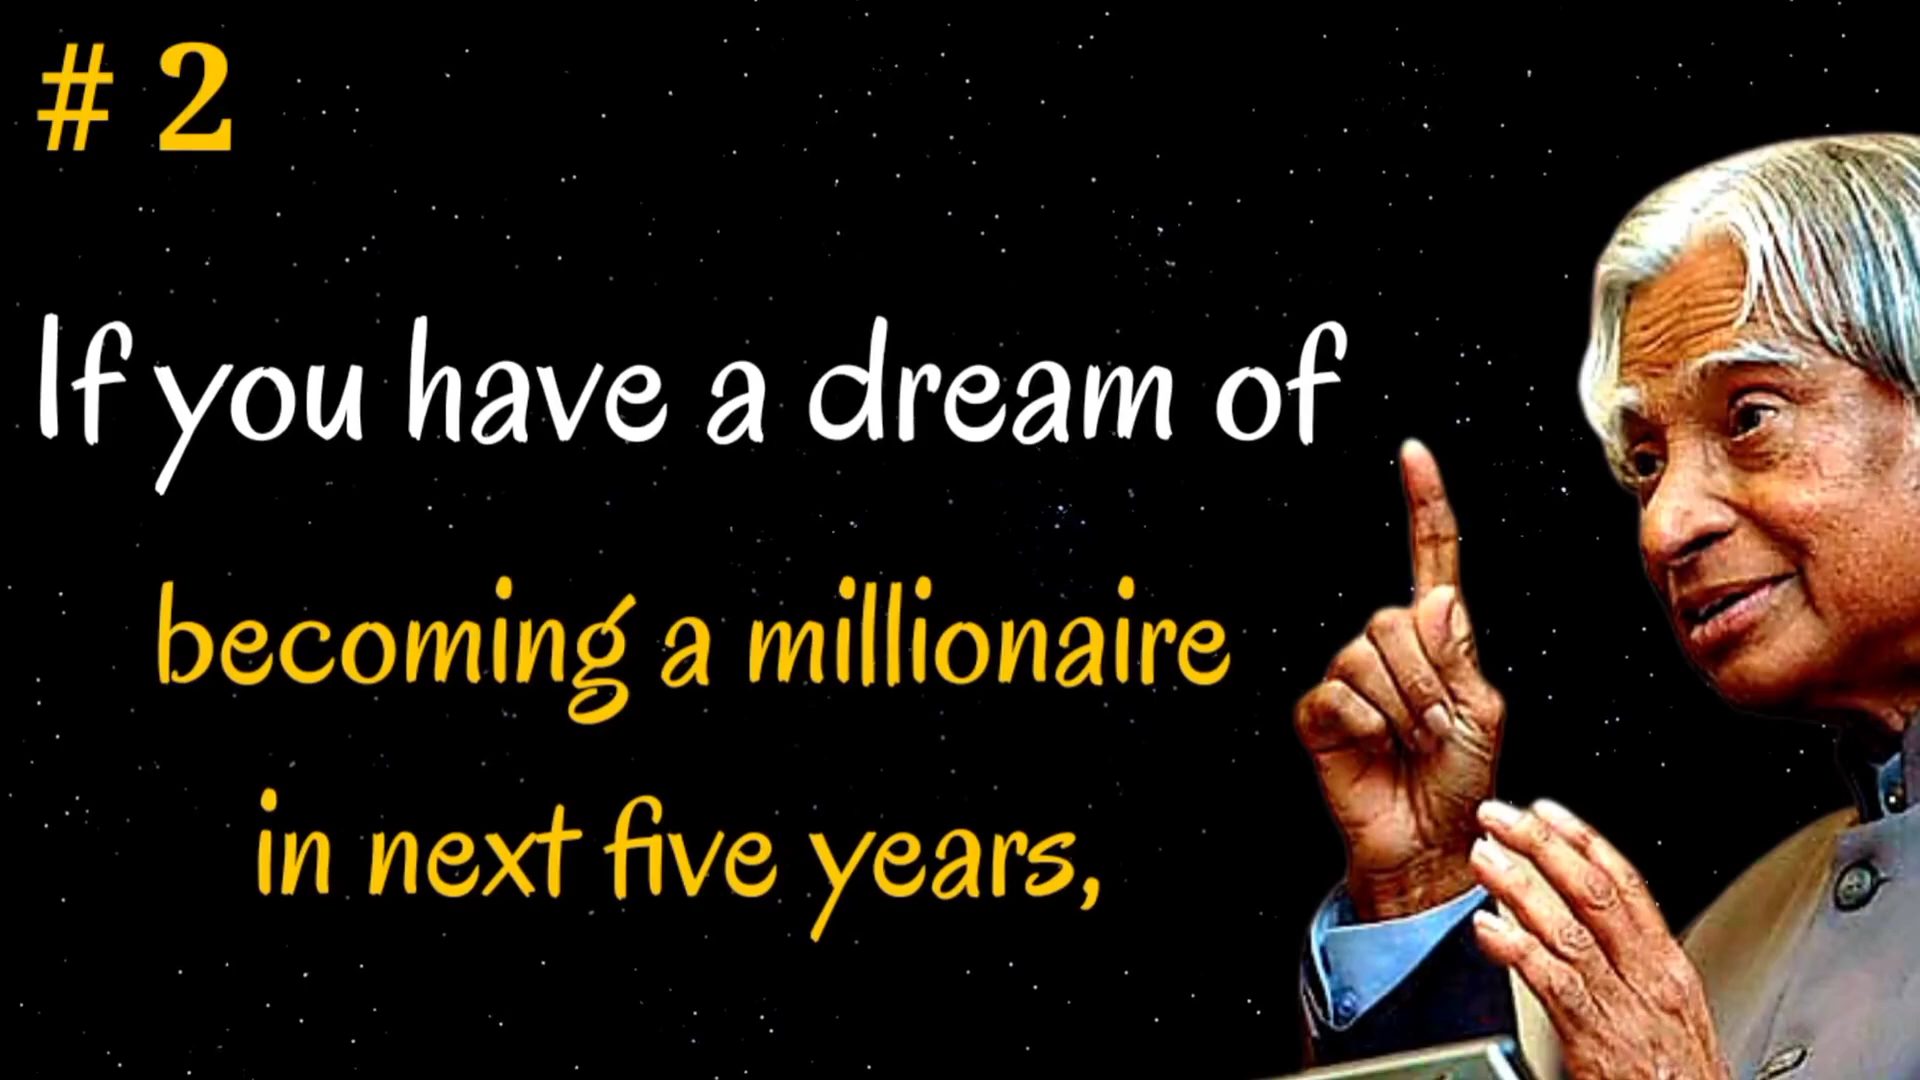 # 2
If you have a dream of
becoming a millionaire
in next five years,